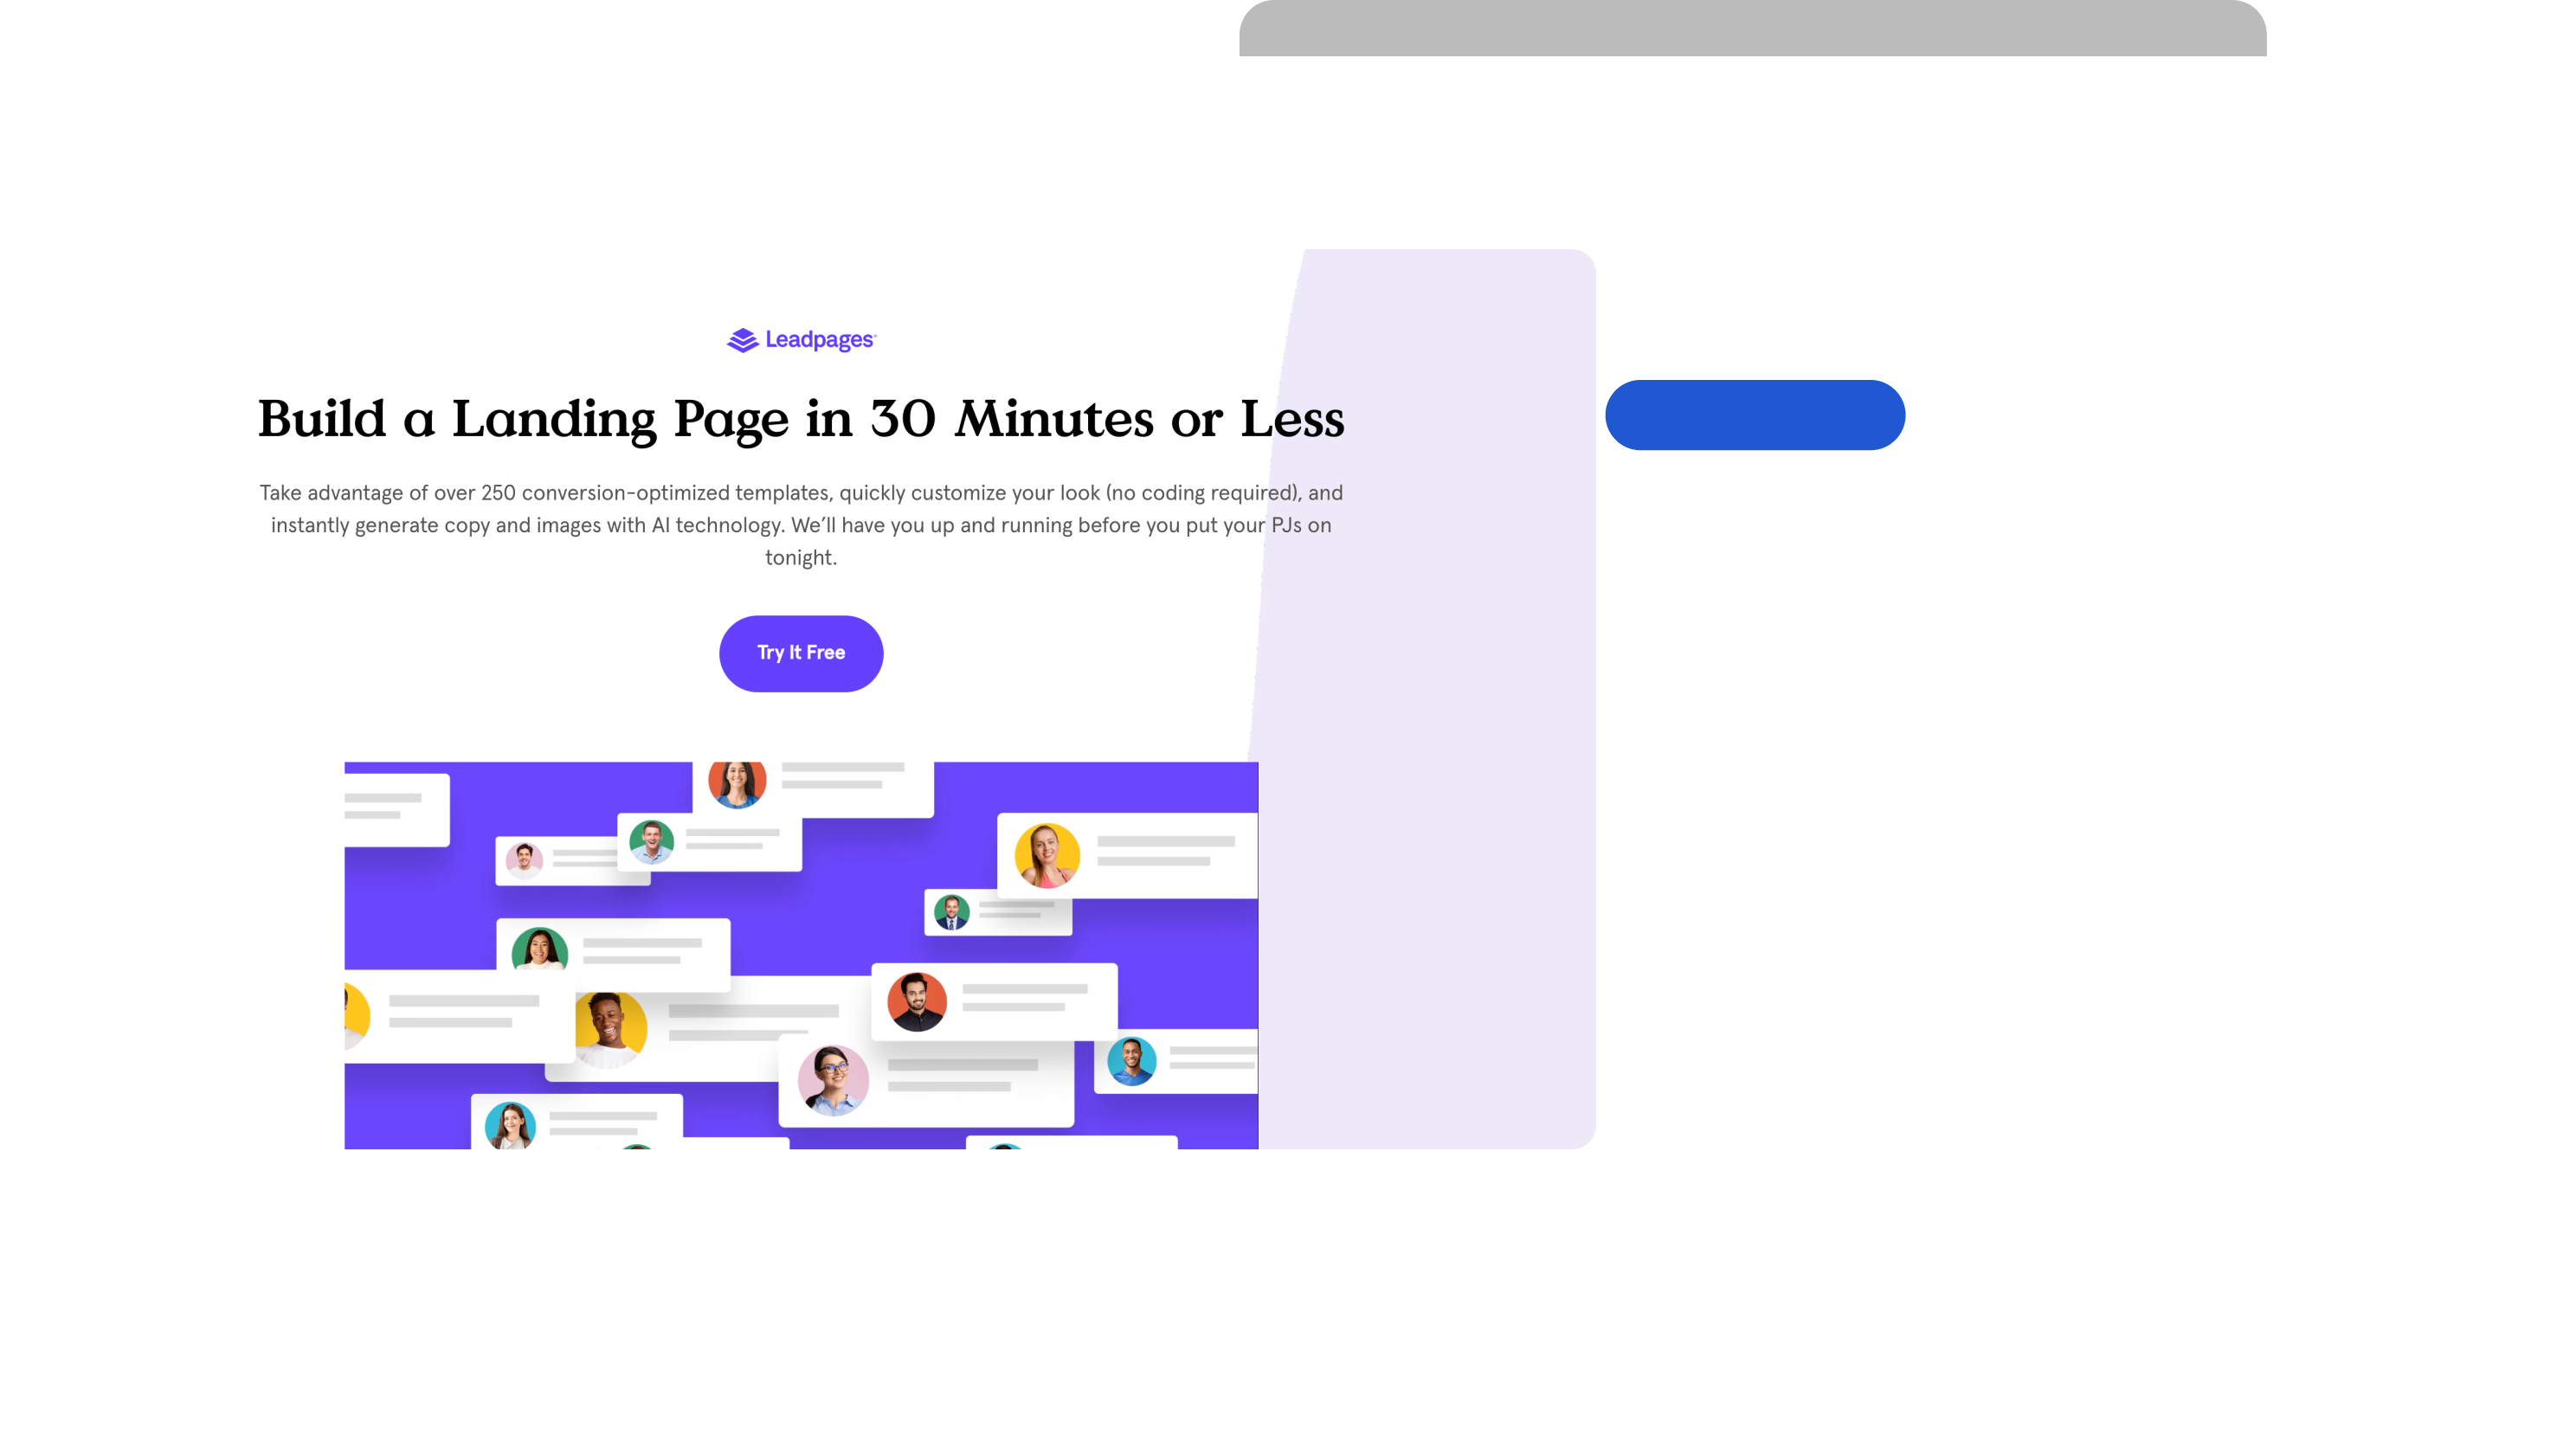 Leadpages
Build a Landing Page in 30 Minutes or Less
Take advantage of over 250 conversion-optimized templates, quickly customize your look (no coding required), and
instantly generate copy and images with AI technology. We’ll have you up and running before you put your PJs on
tonight.
Try It Free